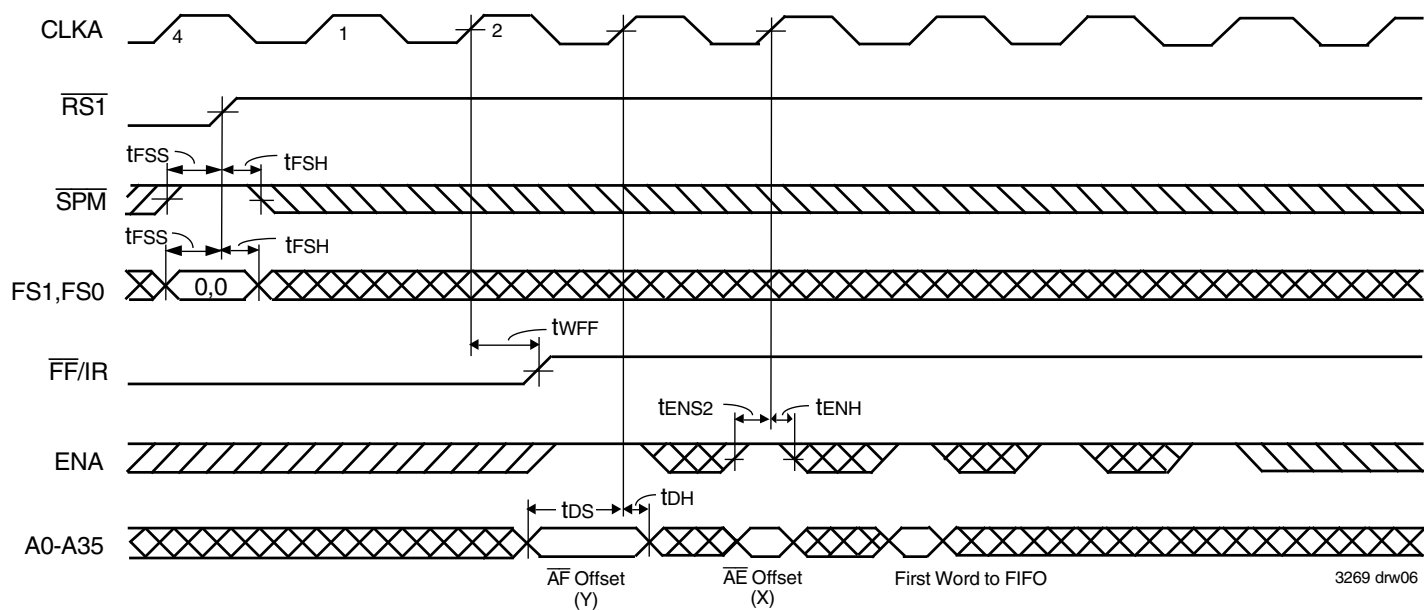 CLKA
4
1
2
RS1
tFSS
tFSH
SPM
tFSS
tFSH
FS1,FS0
0,0
tWFF
FF/IR
tENS2
tENH
ENA
tDS
tDH
A0-A35
AF Offset
(Y)
AE Offset
(X)
First Word to FIFO
3269 drw06